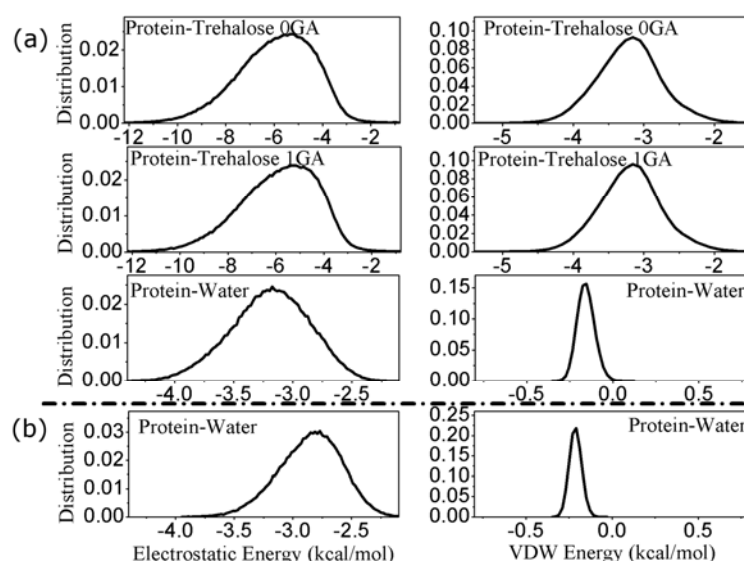 (a)
Protein-Trehalose 0GA
Distribution
0.02
0.01
0.00
-12 -10 -8 -6 -4 -2
Protein-Trehalose 0GA
0.10
0.08
0.06
0.04
0.02
0.00
-5 -4 -3 -2
Protein-Trehalose 1GA
Distribution
0.02
0.01
0.00
-12 -10 -8 -6 -4 -2
Protein-Trehalose 1GA
0.10
0.08
0.06
0.04
0.02
0.00
-5 -4 -3 -2
Protein-Water
Distribution
0.02
0.01
0.00
-4.0 -3.5 -3.0 -2.5
Protein-Water
0.15
0.10
0.05
0.00
-0.5 0.0 0.5
(b)
Protein-Water
Distribution
0.03
0.02
0.01
0.00
-4.0 -3.5 -3.0 -2.5
Electrostatic Energy (kcal/mol)
Protein-Water
0.25
0.20
0.15
0.10
0.05
0.00
-0.5 0.0 0.5
VDW Energy (kcal/mol)